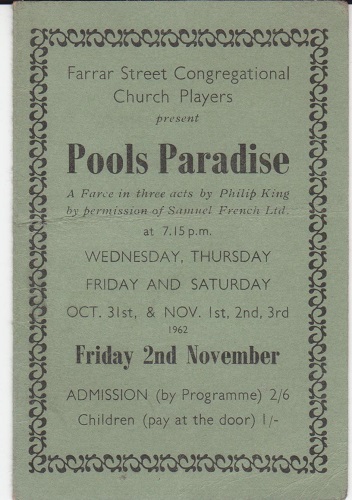 Farrar Street Congregational
Church Players
present
Pools Paradise
A Farce in three acts by Philip King
by permission of Samuel French Ltd.
at 7.15 p.m.
WEDNESDAY, THURSDAY
FRIDAY AND SATURDAY
OCT. 31st, & NOV. 1st, 2nd, 3rd
1962
Friday 2nd November
ADMISSION (by Programme) 2/6
Children (pay at the door) 1/-